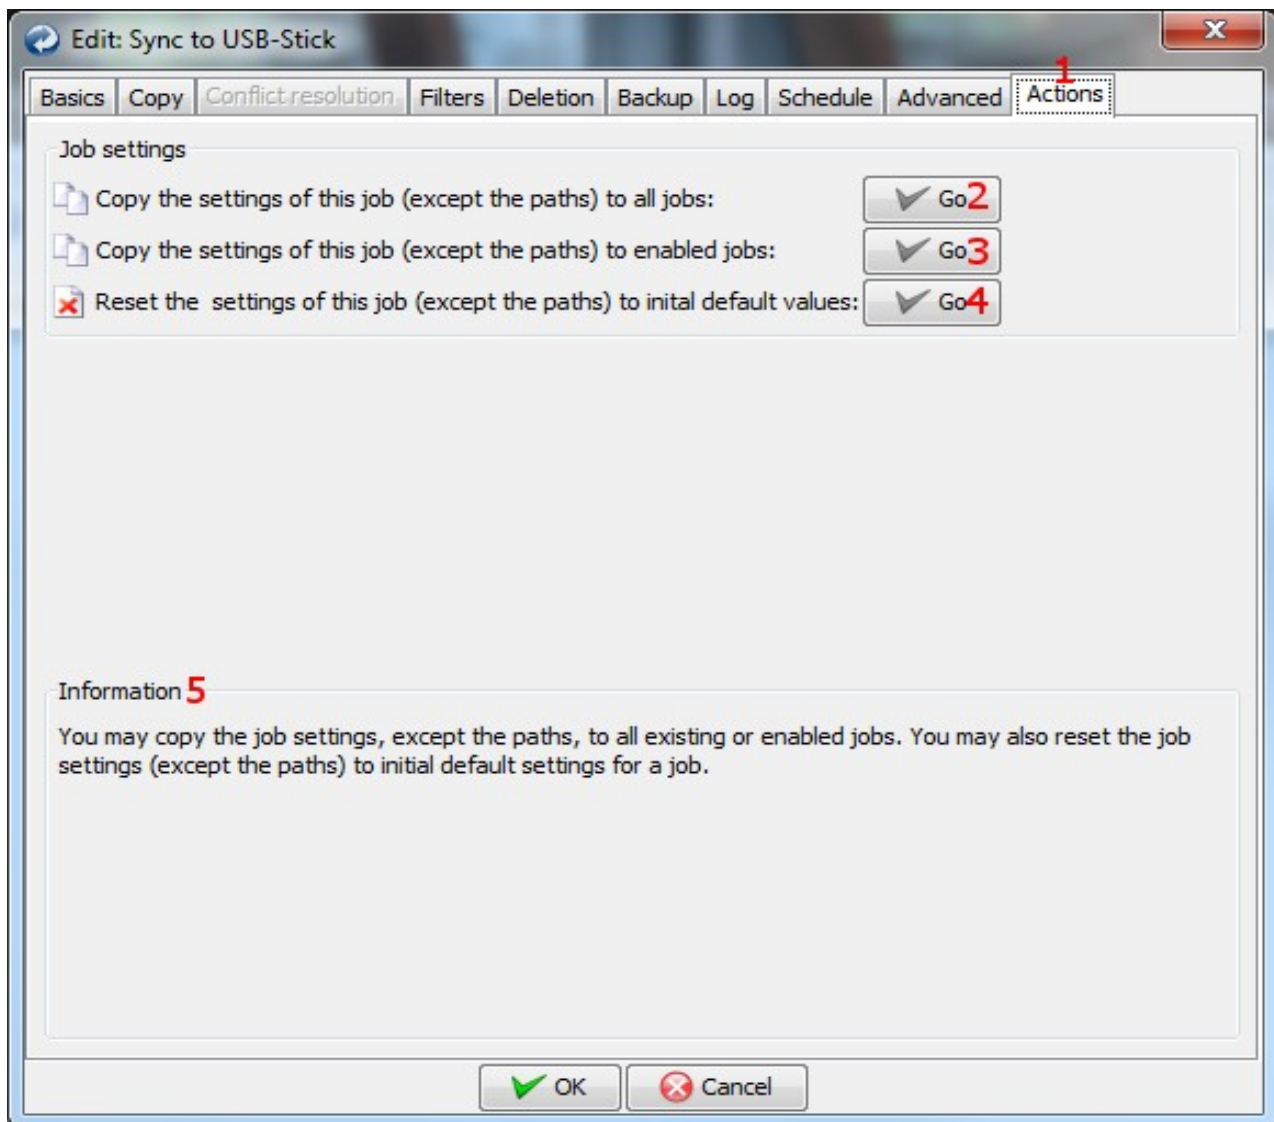 Edit: Sync to USB-Stick
x
1
Basics Copy Conflict resolution Filters Deletion Backup Log Schedule Advanced Actions
Job settings
Copy the settings of this job (except the paths) to all jobs: Go 2
Copy the settings of this job (except the paths) to enabled jobs: Go 3
Reset the  settings of this job (except the paths) to inital default values: Go 4
Information 5
You may copy the job settings, except the paths, to all existing or enabled jobs. You may also reset the job
settings (except the paths) to initial default settings for a job.
OK Cancel